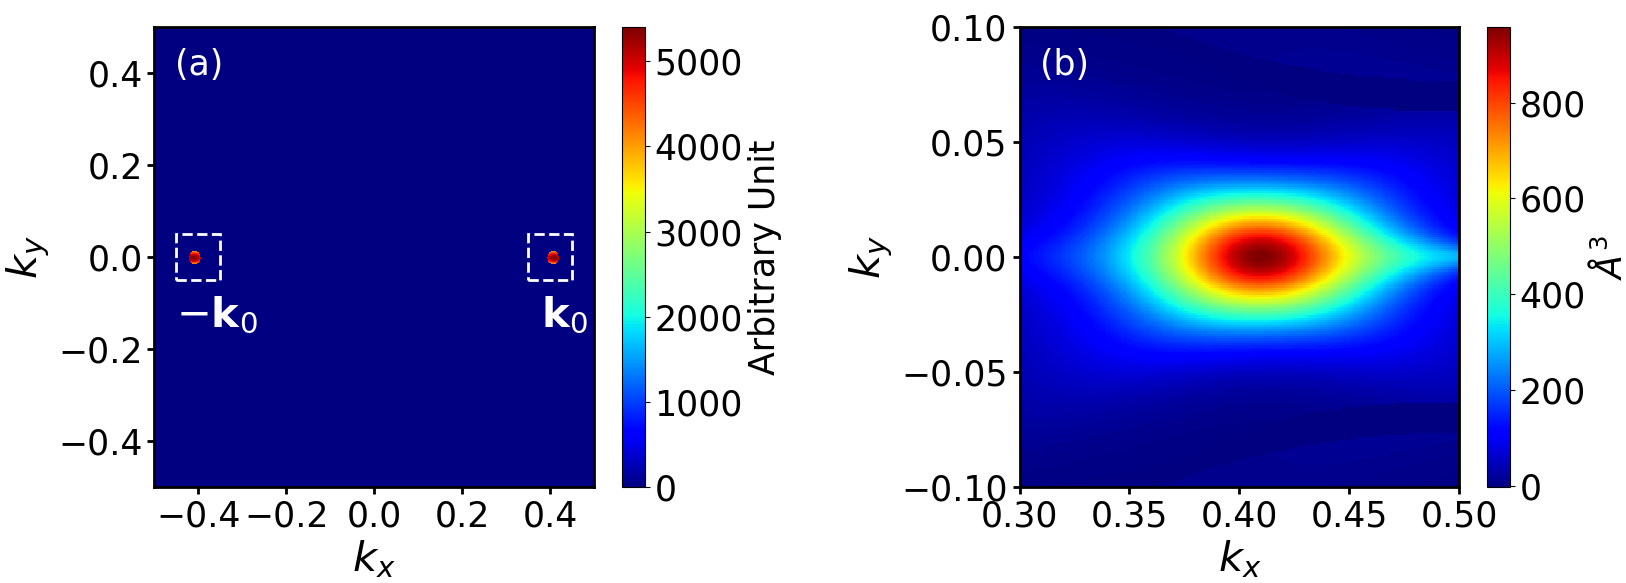 (a)
0.4
0.2
0.0
−0.2
−0.4
k_y
−0.4 −0.2 0.0 0.2 0.4
k_x
−k₀
k₀
5000
4000
3000
2000
1000
0
Arbitrary Unit
(b)
0.10
0.05
0.00
−0.05
−0.10
k_y
0.30 0.35 0.40 0.45 0.50
k_x
800
600
400
200
0
Å³